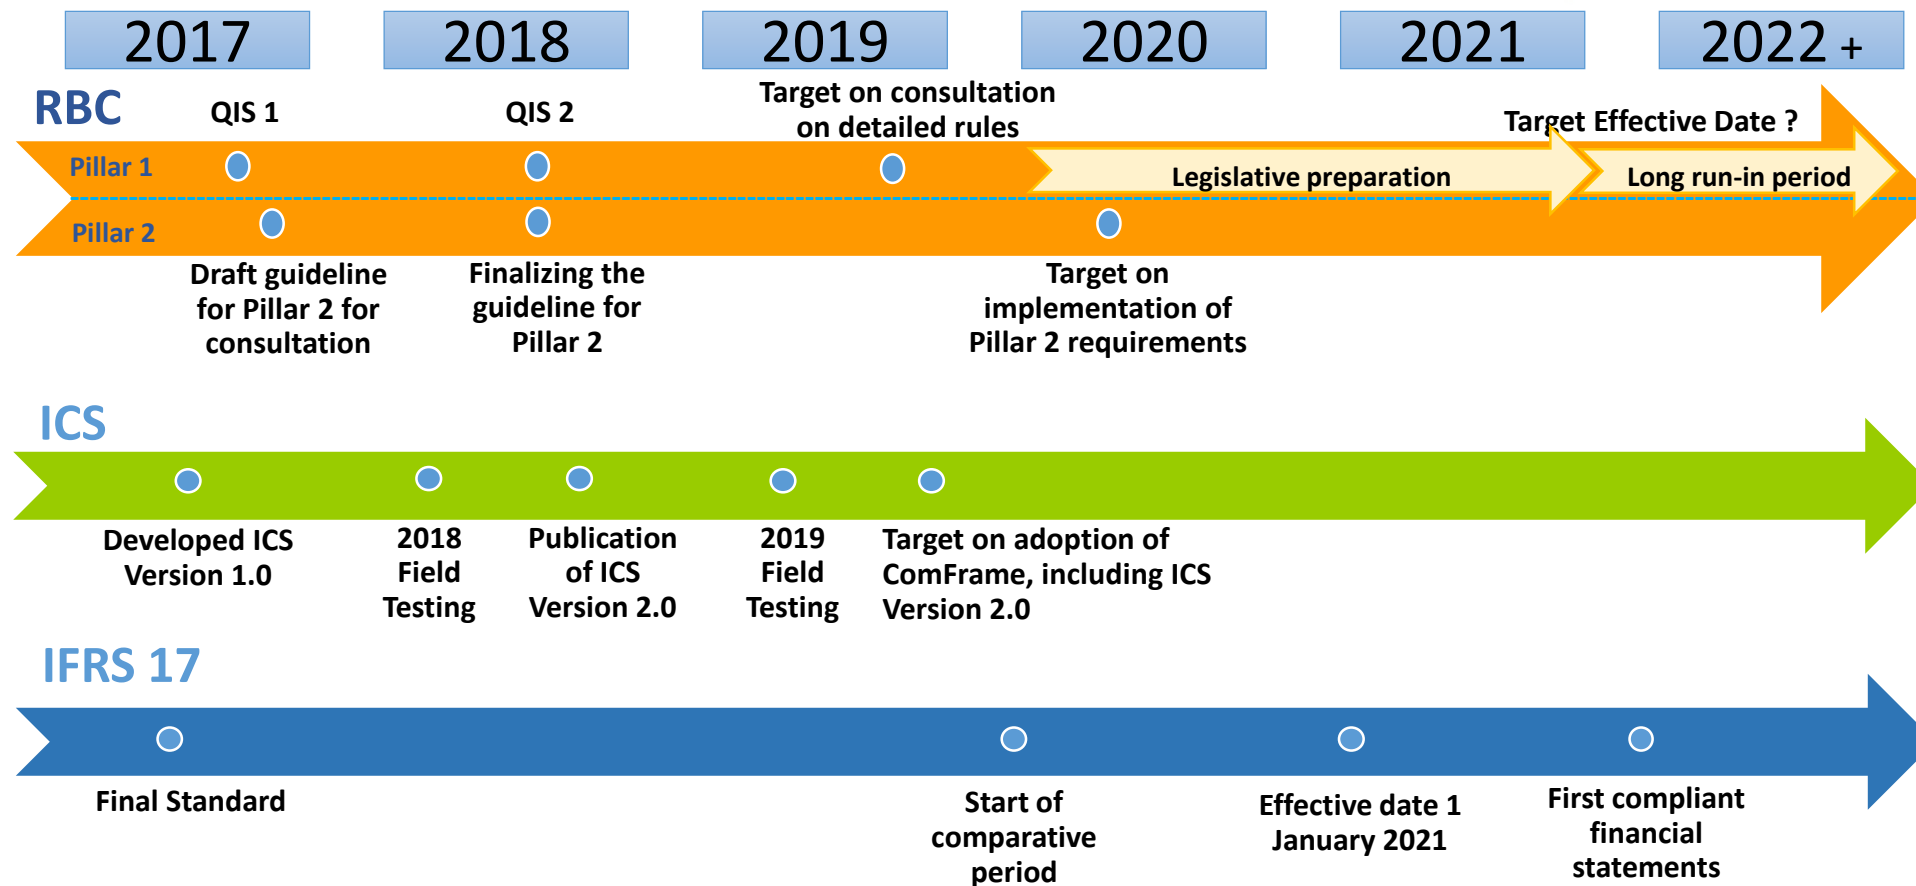 2017
2018
2019
2020
2021
2022 +
RBC
QIS 1
QIS 2
Target on consultation
on detailed rules
Target Effective Date ?
Pillar 1
Legislative preparation
Long run-in period
Pillar 2
Draft guideline
for Pillar 2 for
consultation
Finalizing the
guideline for
Pillar 2
Target on
implementation of
Pillar 2 requirements
ICS
Developed ICS
Version 1.0
2018
Field
Testing
Publication
of ICS
Version 2.0
2019
Field
Testing
Target on adoption of
ComFrame, including ICS
Version 2.0
IFRS 17
Final Standard
Start of
comparative
period
Effective date 1
January 2021
First compliant
financial
statements